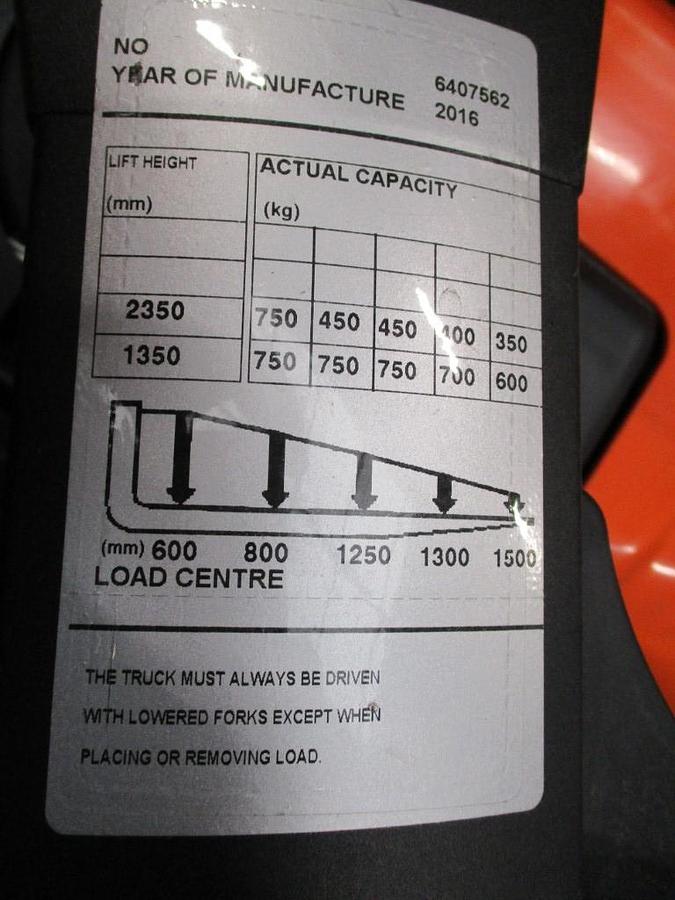 NO 6407562
YEAR OF MANUFACTURE 2016
LIFT HEIGHT ACTUAL CAPACITY
(mm) (kg)
2350 750 450 450 400 350
1350 750 750 750 700 600
(mm) 600 800 1250 1300 1500
LOAD CENTRE
THE TRUCK MUST ALWAYS BE DRIVEN
WITH LOWERED FORKS EXCEPT WHEN
PLACING OR REMOVING LOAD.